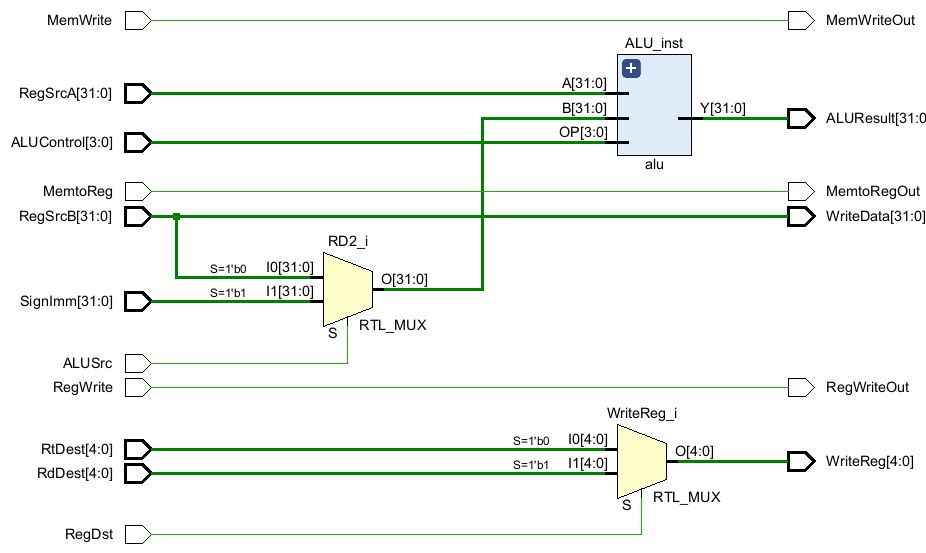 MemWrite
MemWriteOut
ALU_inst
RegSrcA[31:0]
A[31:0]
B[31:0]
Y[31:0]
ALUResult[31:0
ALUControl[3:0]
OP[3:0]
alu
MemtoReg
MemtoRegOut
RegSrcB[31:0]
WriteData[31:0]
RD2_i
S=1'b0
I0[31:0]
O[31:0]
SignImm[31:0]
S=1'b1
I1[31:0]
S
RTL_MUX
ALUSrc
RegWrite
RegWriteOut
WriteReg_i
RtDest[4:0]
S=1'b0
I0[4:0]
O[4:0]
WriteReg[4:0]
RdDest[4:0]
S=1'b1
I1[4:0]
S
RTL_MUX
RegDst